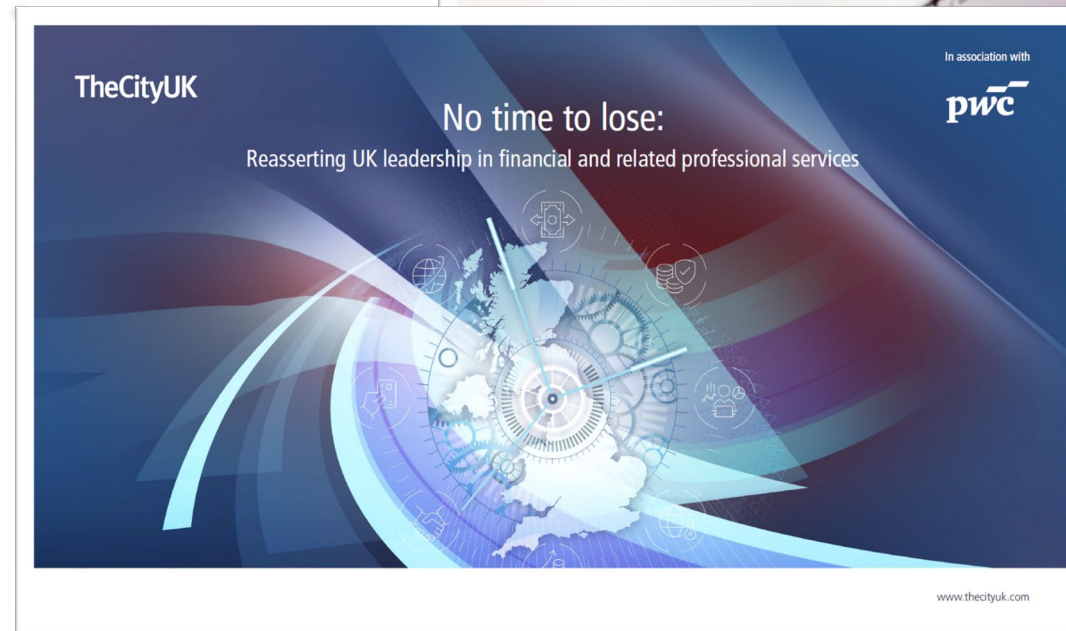 TheCityUK
In association with
pwc
No time to lose:
Reasserting UK leadership in financial and related professional services
www.thecityuk.com